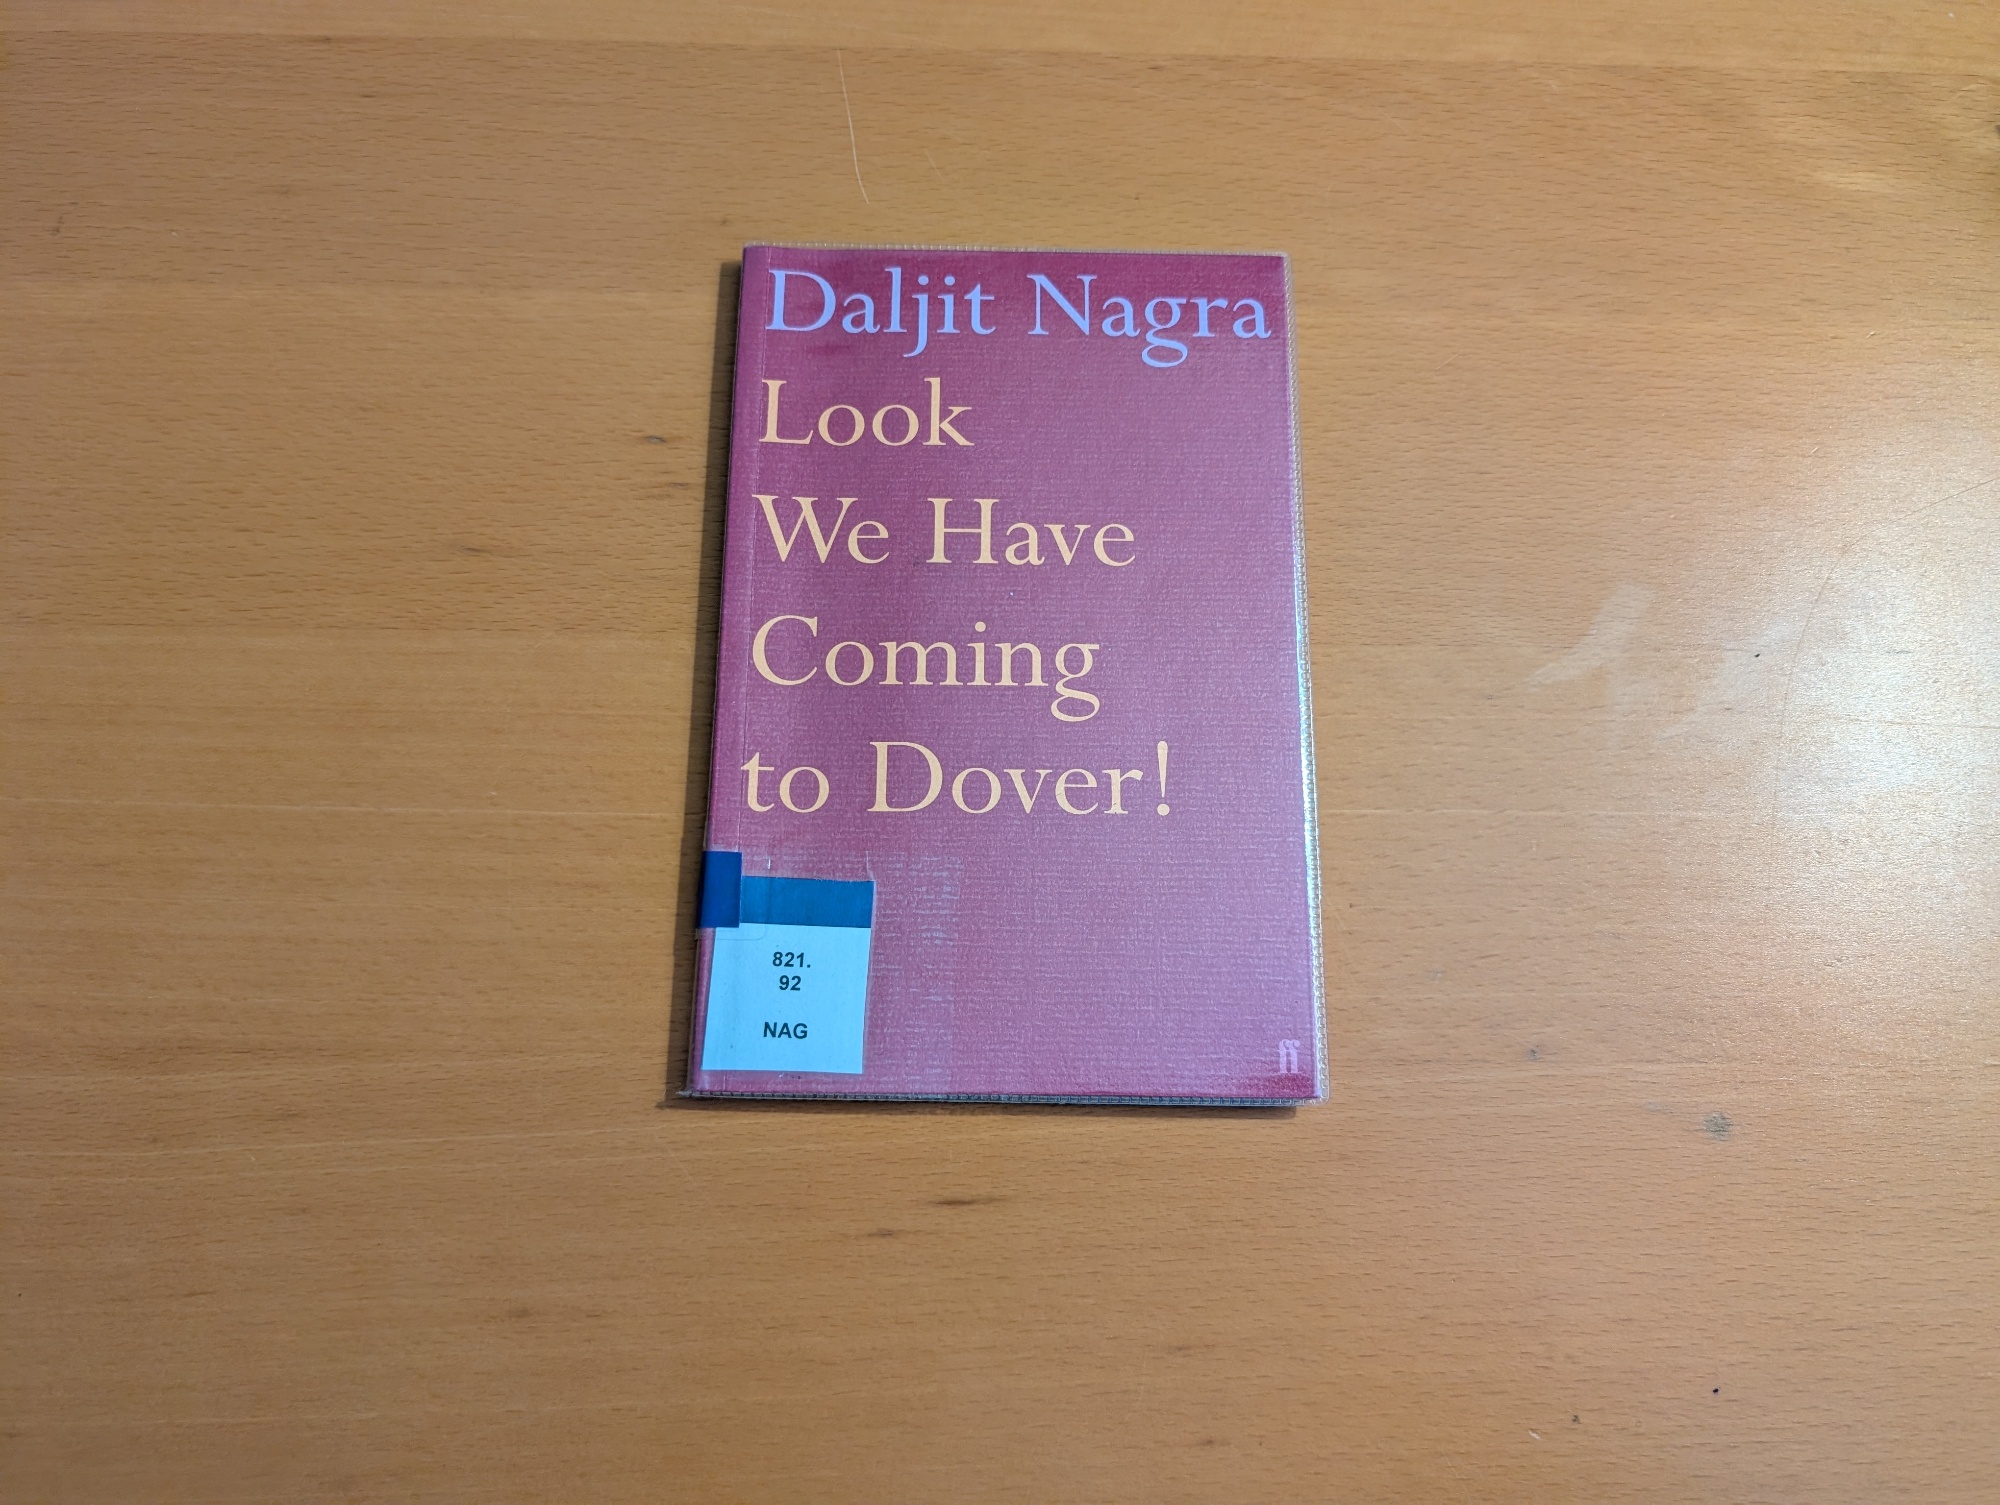 Daljit Nagra
Look
We Have
Coming
to Dover!
821.
92
NAG
ff